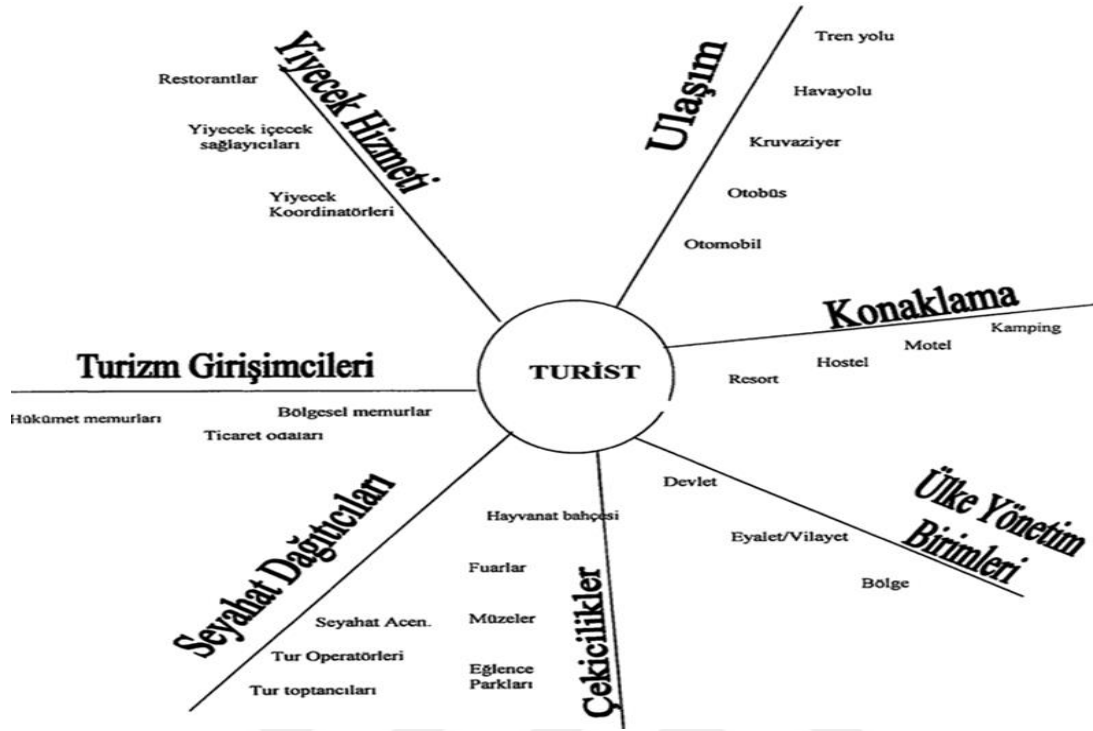 Yiyecek Hizmeti
Restorantlar
Yiyecek içecek
sağlayıcıları
Yiyecek
Koordinatörleri
Ulaşım
Tren yolu
Havayolu
Kruvaziyer
Otobüs
Otomobil
Konaklama
Kamping
Motel
Hostel
Resort
TURİST
Turizm Girişimcileri
Hükümet memurları
Bölgesel memurlar
Ticaret odaları
Ülke Yönetim
Birimleri
Devlet
Eyalet/Vilayet
Bölge
Seyahat Dağıtıcıları
Seyahat Acen.
Tur Operatörleri
Tur toptancıları
Çekicilikler
Hayvanat bahçesi
Fuarlar
Müzeler
Eğlence
Parkları